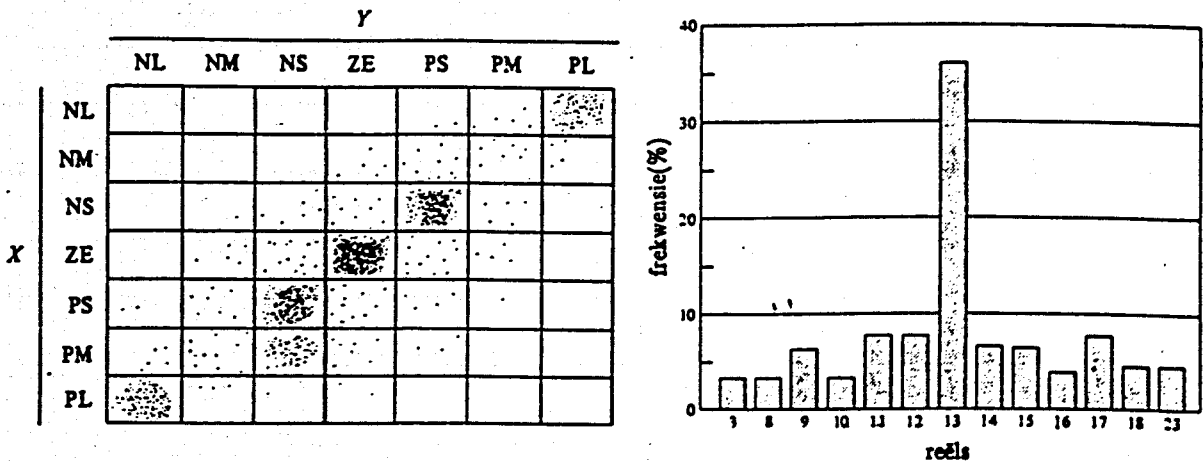 Y
NL NM NS ZE PS PM PL
X
NL
NM
NS
ZE
PS
PM
PL
frekwensie(%)
40
30
20
10
0
3 8 9 10 11 12 13 14 15 16 17 18 23
reëls